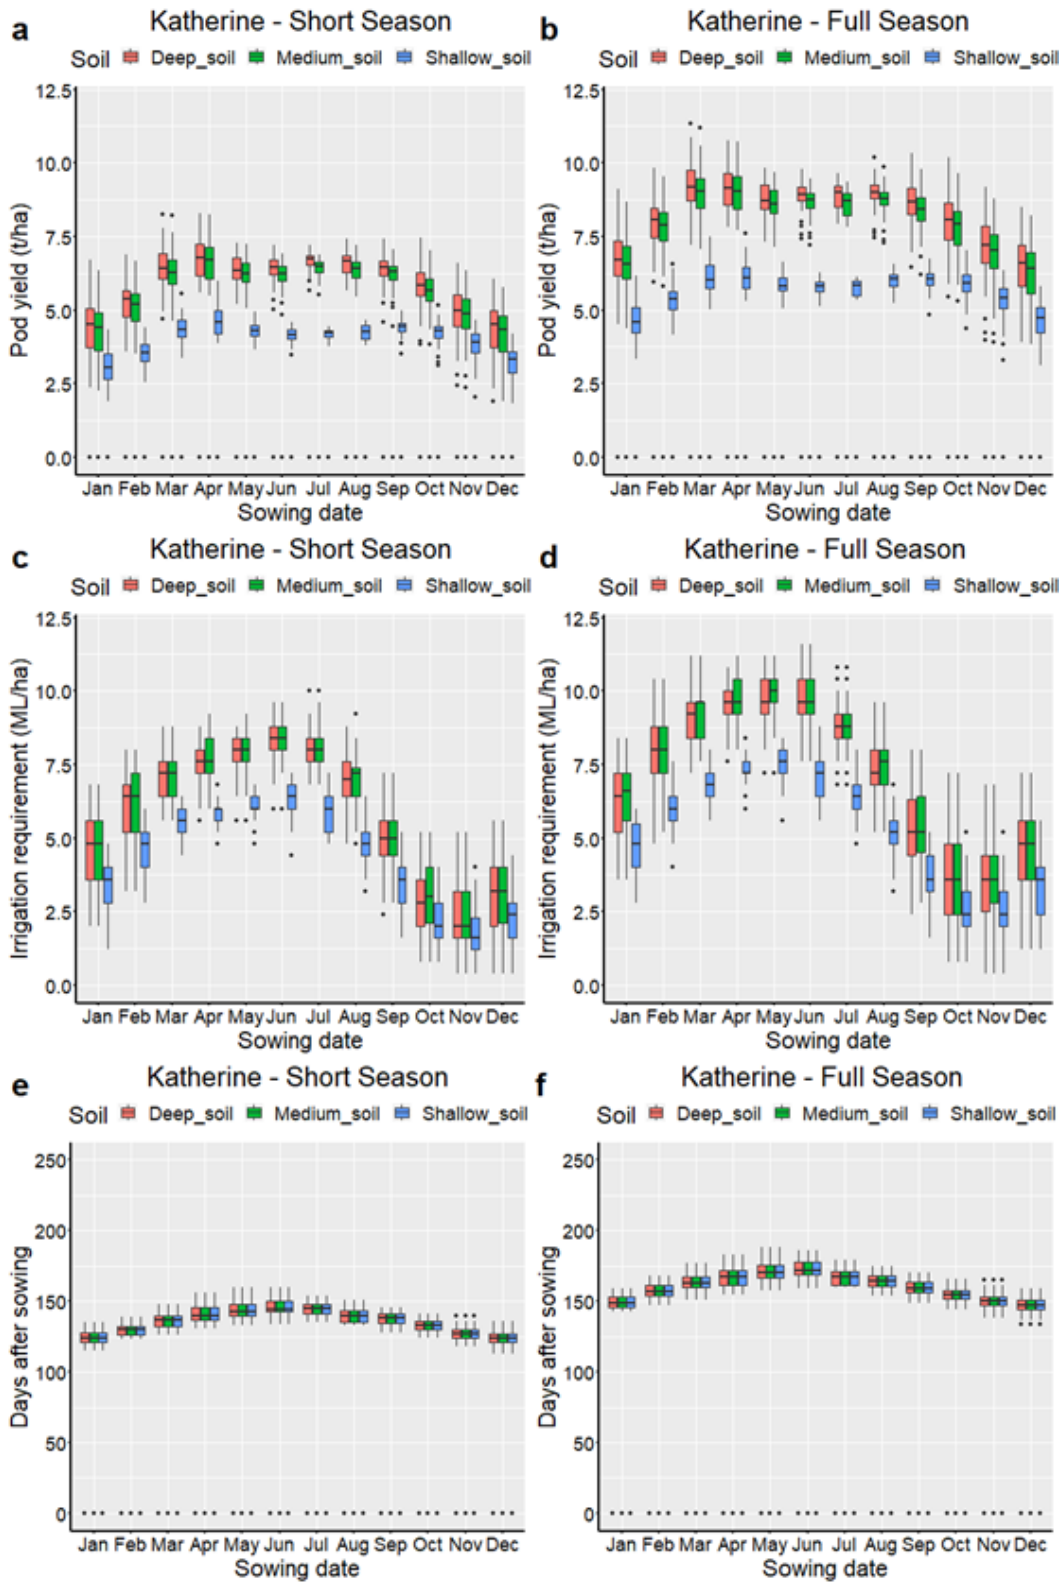 a Katherine - Short Season
Soil Deep_soil Medium_soil Shallow_soil
Pod yield (t/ha)
12.5
10.0
7.5
5.0
2.5
0.0
Jan Feb Mar Apr May Jun Jul Aug Sep Oct Nov Dec
Sowing date
b Katherine - Full Season
Soil Deep_soil Medium_soil Shallow_soil
Pod yield (t/ha)
12.5
10.0
7.5
5.0
2.5
0.0
Jan Feb Mar Apr May Jun Jul Aug Sep Oct Nov Dec
Sowing date
c Katherine - Short Season
Soil Deep_soil Medium_soil Shallow_soil
Irrigation requirement (ML/ha)
12.5
10.0
7.5
5.0
2.5
0.0
Jan Feb Mar Apr May Jun Jul Aug Sep Oct Nov Dec
Sowing date
d Katherine - Full Season
Soil Deep_soil Medium_soil Shallow_soil
Irrigation requirement (ML/ha)
12.5
10.0
7.5
5.0
2.5
0.0
Jan Feb Mar Apr May Jun Jul Aug Sep Oct Nov Dec
Sowing date
e Katherine - Short Season
Soil Deep_soil Medium_soil Shallow_soil
Days after sowing
250
200
150
100
50
0
Jan Feb Mar Apr May Jun Jul Aug Sep Oct Nov Dec
Sowing date
f Katherine - Full Season
Soil Deep_soil Medium_soil Shallow_soil
Days after sowing
250
200
150
100
50
0
Jan Feb Mar Apr May Jun Jul Aug Sep Oct Nov Dec
Sowing date